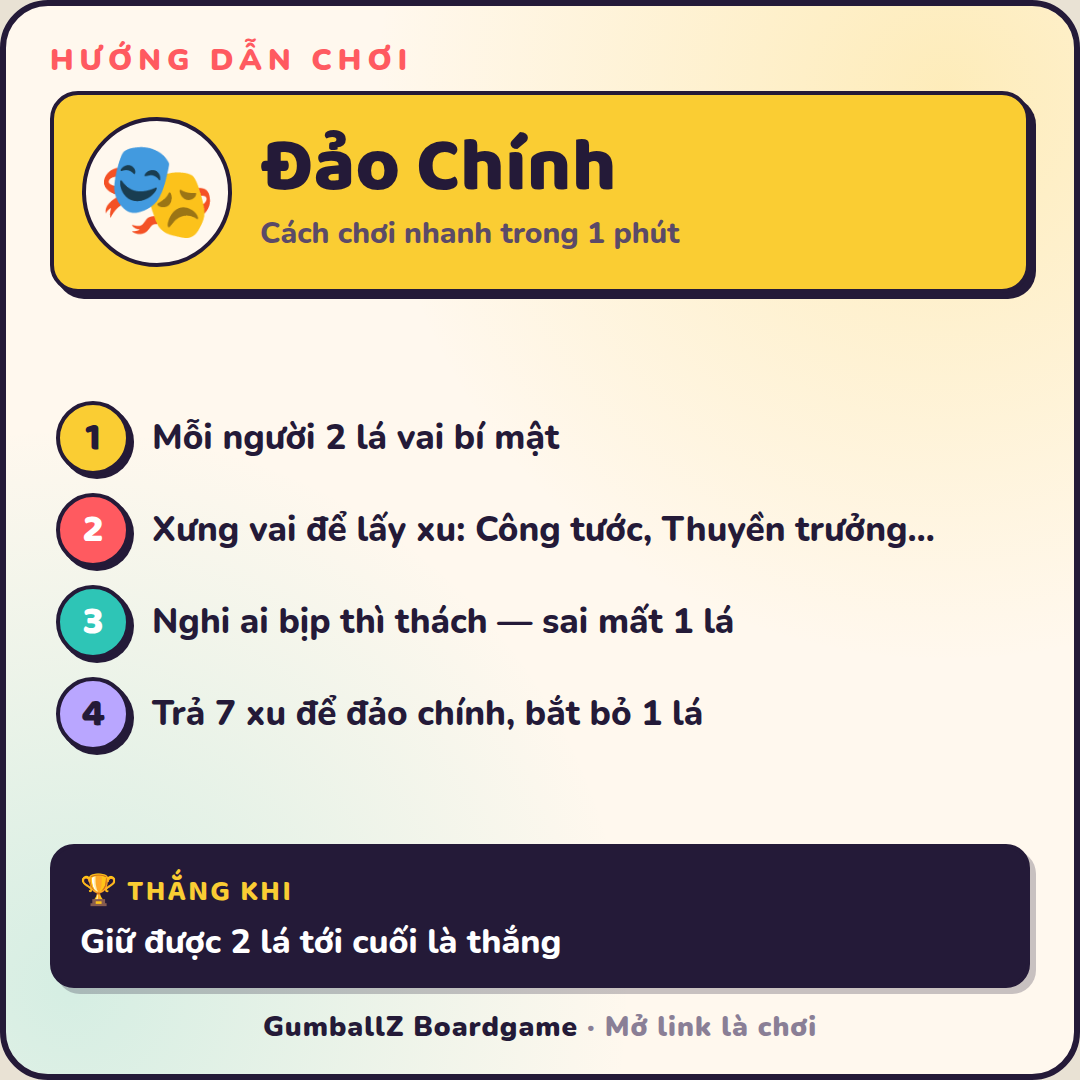 HƯỚNG DẪN CHƠI
Đảo Chính
Cách chơi nhanh trong 1 phút
1 Mỗi người 2 lá vai bí mật
2 Xưng vai để lấy xu: Công tước, Thuyền trưởng...
3 Nghi ai bịp thì thách — sai mất 1 lá
4 Trả 7 xu để đảo chính, bắt bỏ 1 lá
🏆 THẮNG KHI
Giữ được 2 lá tới cuối là thắng
GumballZ Boardgame · Mở link là chơi